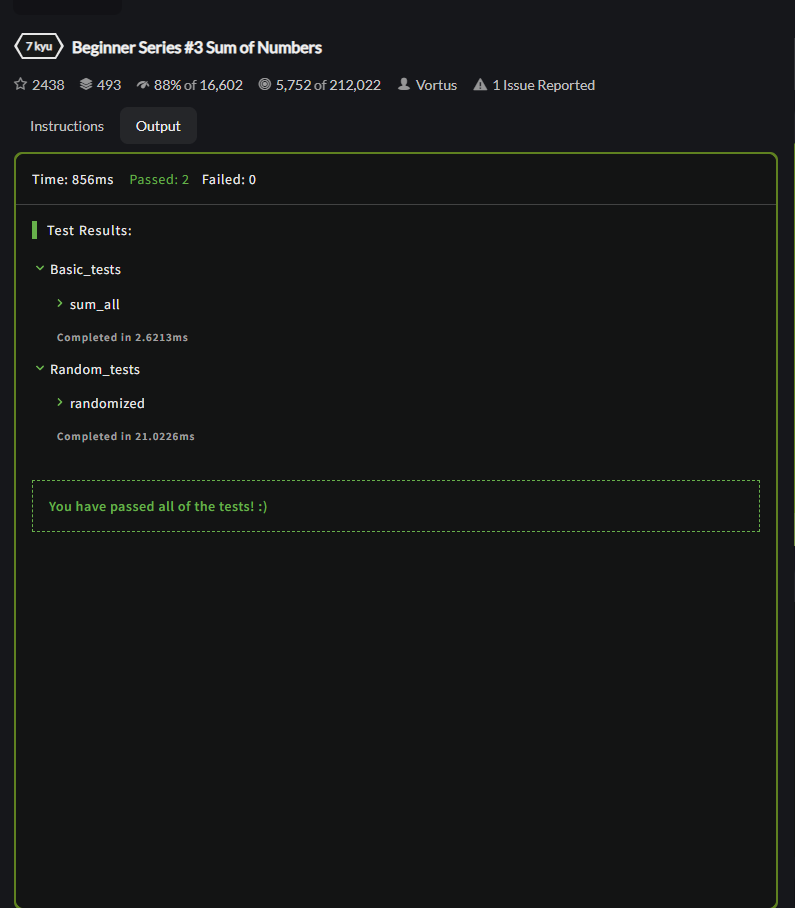 7 kyu Beginner Series #3 Sum of Numbers
2438 493 88% of 16,602 5,752 of 212,022 Vortus 1 Issue Reported
Instructions Output
Time: 856ms Passed: 2 Failed: 0
Test Results:
Basic_tests
sum_all
Completed in 2.6213ms
Random_tests
randomized
Completed in 21.0226ms
You have passed all of the tests! :)